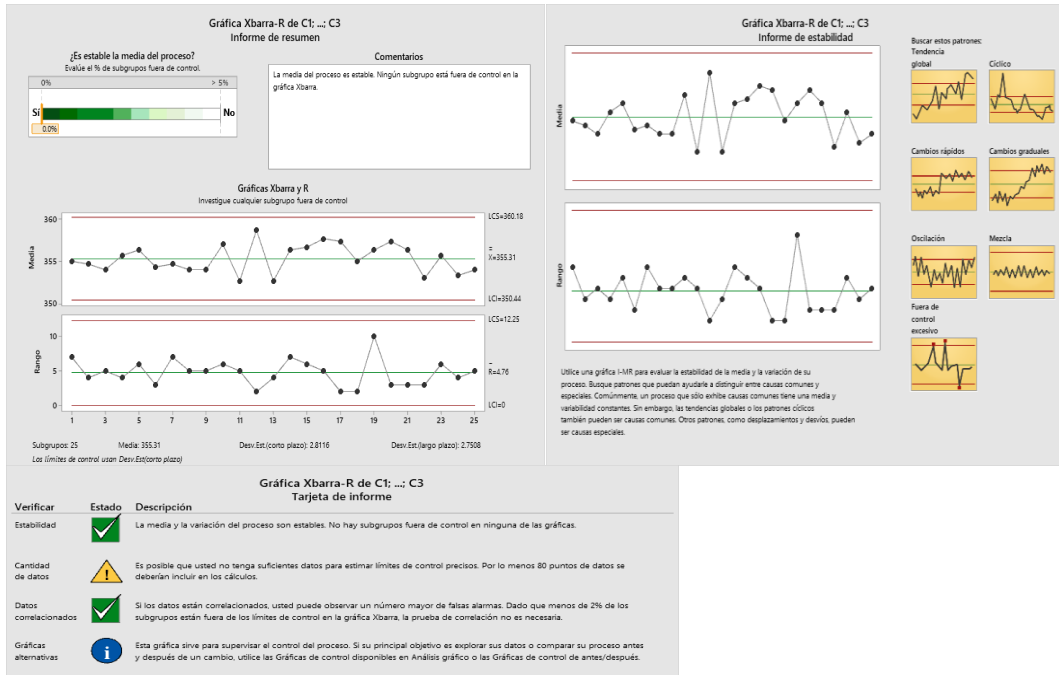 Gráfica Xbarra-R de C1; ...; C3
Informe de resumen
¿Es estable la media del proceso?
Evalúe el % de subgrupos fuera de control.
0%
> 5%
Sí
No
0.0%
Comentarios
La media del proceso es estable. Ningún subgrupo está fuera de control en la
gráfica Xbarra.
Gráficas Xbarra y R
Investigue cualquier subgrupo fuera de control
Media
360
355
350
LCS=360.18
X=355.31
LCI=350.44
Rango
10
5
0
LCS=12.25
R=4.76
LCI=0
1 3 5 7 9 11 13 15 17 19 21 23 25
Subgrupos: 25 Media: 355.31 Desv.Est.(corto plazo): 2.8116 Desv.Est.(largo plazo): 2.7508
Los límites de control usan Desv.Est(corto plazo)
Gráfica Xbarra-R de C1; ...; C3
Informe de estabilidad
Media
Rango
Utilice una gráfica I-MR para evaluar la estabilidad de la media y la variación de su
proceso. Busque patrones que puedan ayudarle a distinguir entre causas comunes y
especiales. Comúnmente, un proceso que sólo exhibe causas comunes tiene una media y
variabilidad constantes. Sin embargo, las tendencias globales o los patrones cíclicos
también pueden ser causas comunes. Otros patrones, como desplazamientos y desvíos, pueden
ser causas especiales.
Buscar estos patrones:
Tendencia
global
Cíclico
Cambios rápidos
Cambios graduales
Oscilación
Mezcla
Fuera de
control
excesivo
Gráfica Xbarra-R de C1; ...; C3
Tarjeta de informe
Verificar Estado Descripción
Estabilidad
La media y la variación del proceso son estables. No hay subgrupos fuera de control en ninguna de las gráficas.
Cantidad
de datos
Es posible que usted no tenga suficientes datos para estimar límites de control precisos. Por lo menos 80 puntos de datos se
deberían incluir en los cálculos.
Datos
correlacionados
Si los datos están correlacionados, usted puede observar un número mayor de falsas alarmas. Dado que menos de 2% de los
subgrupos están fuera de los límites de control en la gráfica Xbarra, la prueba de correlación no es necesaria.
Gráficas
alternativas
Esta gráfica sirve para supervisar el control del proceso. Si su principal objetivo es explorar sus datos o comparar su proceso antes
y después de un cambio, utilice las Gráficas de control disponibles en Análisis gráfico o las Gráficas de control de antes/después.